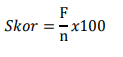 Skor = F/n x100